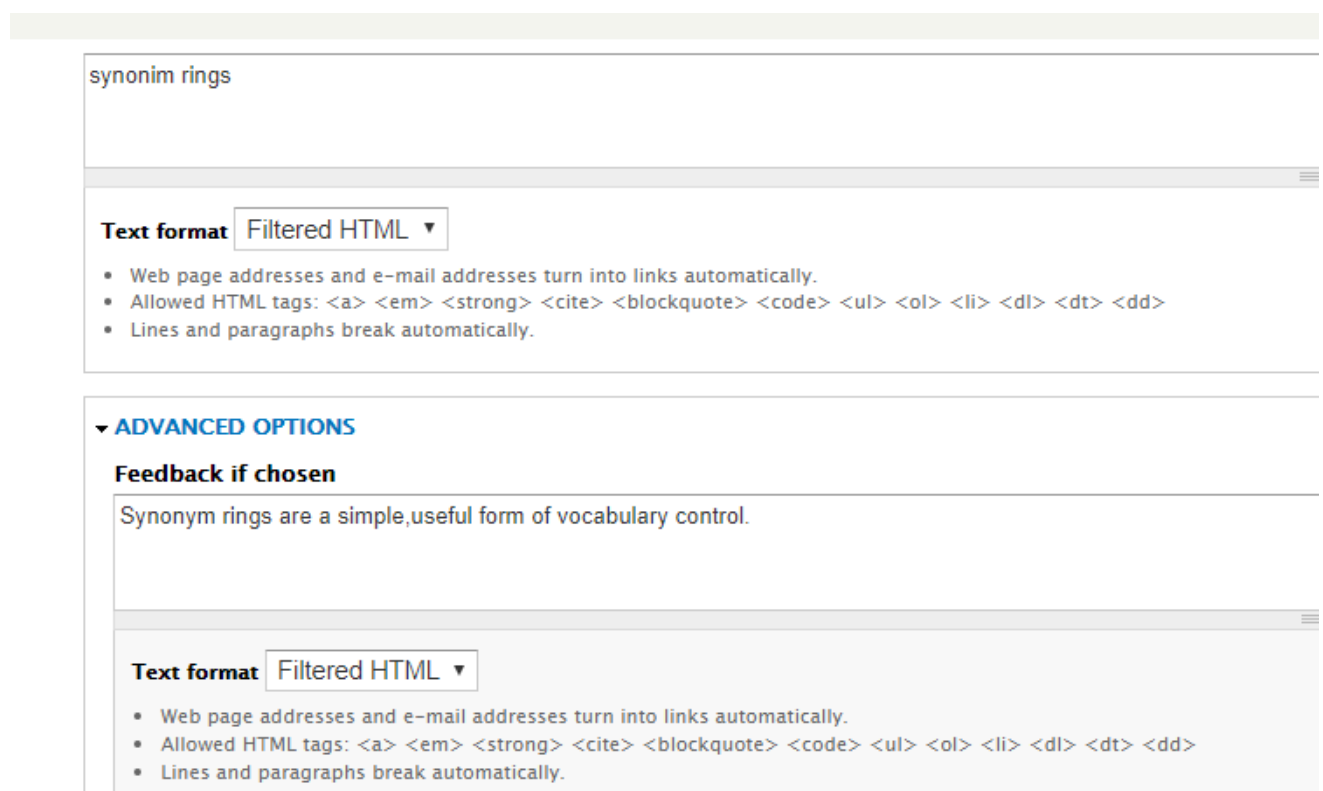 synonim rings
Text format Filtered HTML ▼
• Web page addresses and e-mail addresses turn into links automatically.
• Allowed HTML tags: <a> <em> <strong> <cite> <blockquote> <code> <ul> <ol> <li> <dl> <dt> <dd>
• Lines and paragraphs break automatically.
ADVANCED OPTIONS
Feedback if chosen
Synonym rings are a simple,useful form of vocabulary control.
Text format Filtered HTML ▼
• Web page addresses and e-mail addresses turn into links automatically.
• Allowed HTML tags: <a> <em> <strong> <cite> <blockquote> <code> <ul> <ol> <li> <dl> <dt> <dd>
• Lines and paragraphs break automatically.